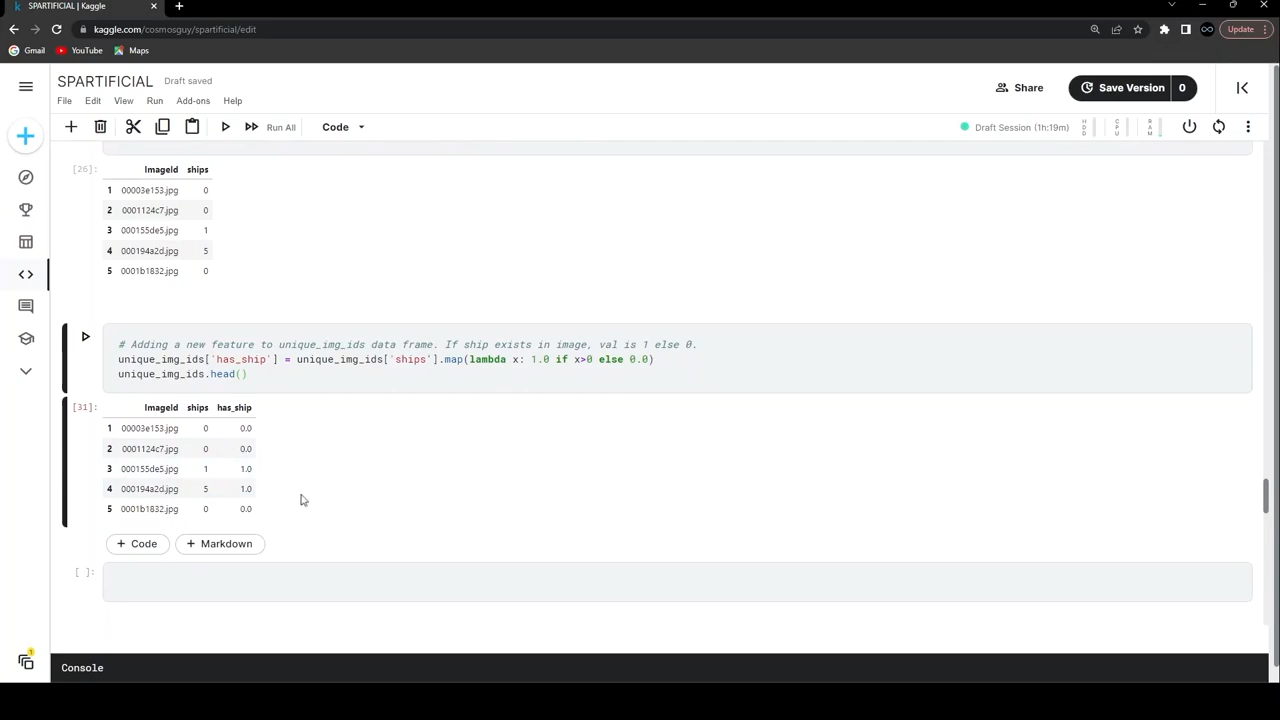 SPARTIFICIAL | Kaggle
kaggle.com/cosmosguy/spartificial/edit
Update
Gmail YouTube Maps
SPARTIFICIAL Draft saved
File Edit View Run Add-ons Help
Share
Save Version 0
Run All Code
Draft Session (1h:19m)
HDD
CPU
RAM
[26]:
ImageId ships
1 00003e153.jpg 0
2 0001124c7.jpg 0
3 000155de5.jpg 1
4 000194a2d.jpg 5
5 0001b1832.jpg 0
# Adding a new feature to unique_img_ids data frame. If ship exists in image, val is 1 else 0.
unique_img_ids['has_ship'] = unique_img_ids['ships'].map(lambda x: 1.0 if x>0 else 0.0)
unique_img_ids.head()
[31]:
ImageId ships has_ship
1 00003e153.jpg 0 0.0
2 0001124c7.jpg 0 0.0
3 000155de5.jpg 1 1.0
4 000194a2d.jpg 5 1.0
5 0001b1832.jpg 0 0.0
+ Code + Markdown
[ ]:
1
Console